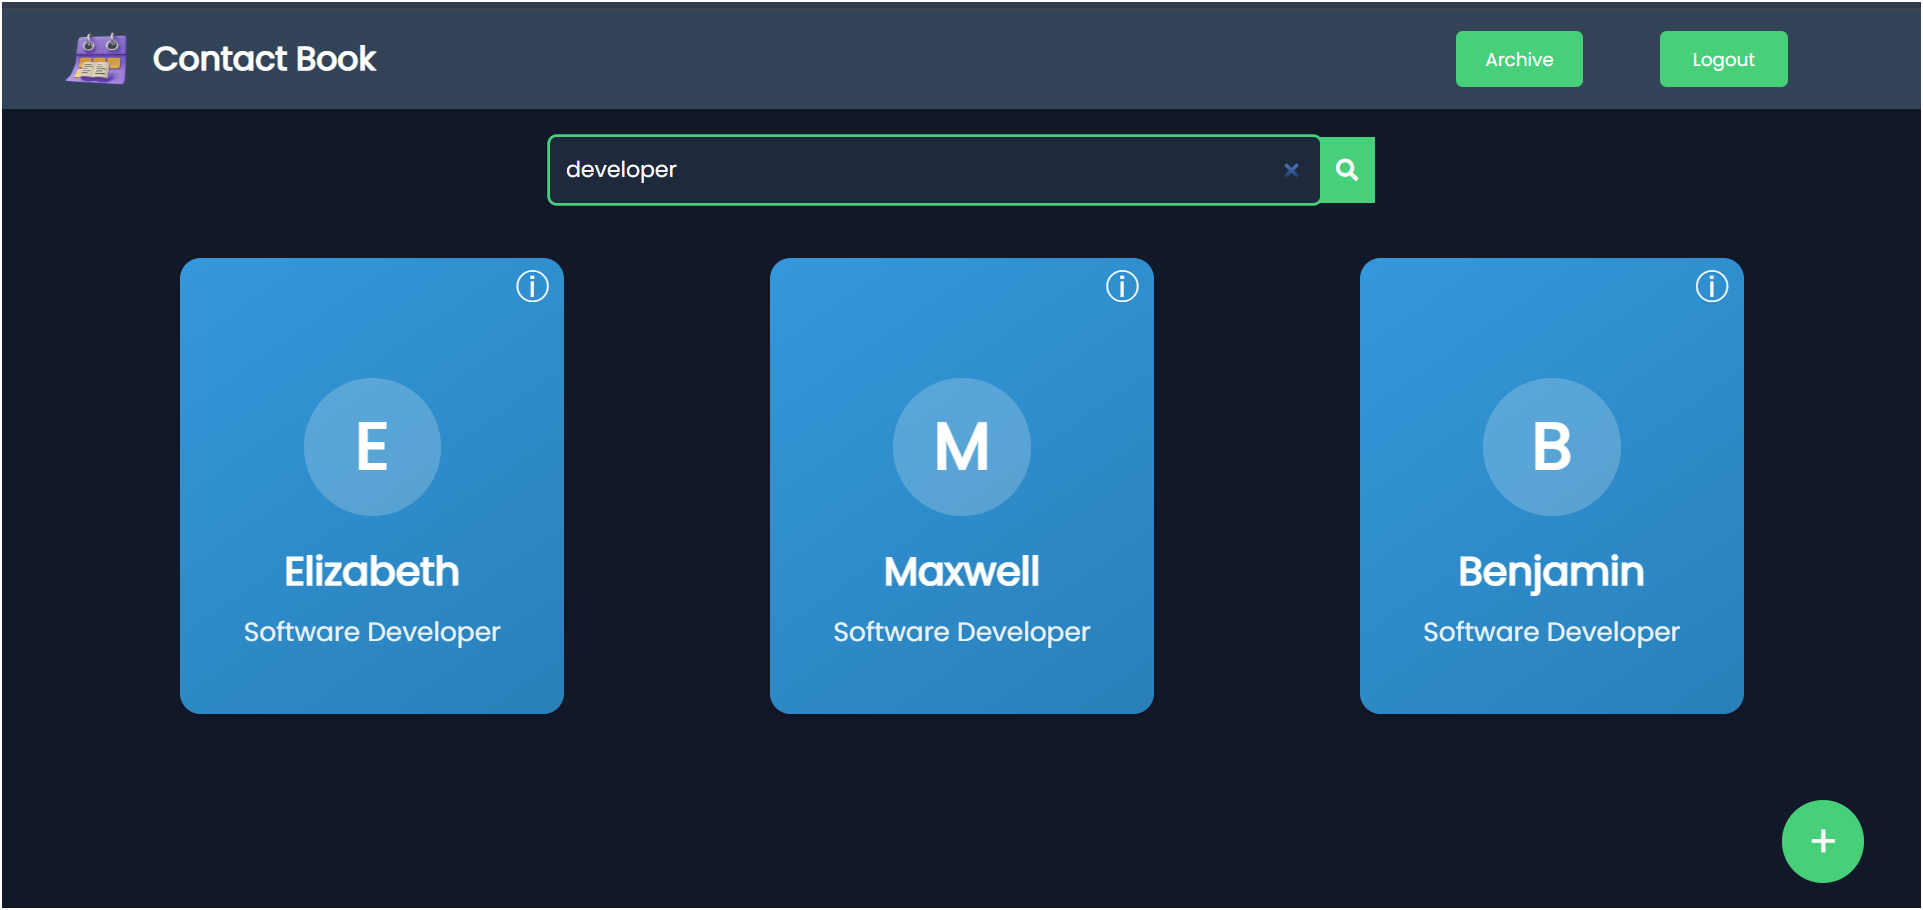 Contact Book
Archive
Logout
developer
E
M
B
Elizabeth
Maxwell
Benjamin
Software Developer
Software Developer
Software Developer